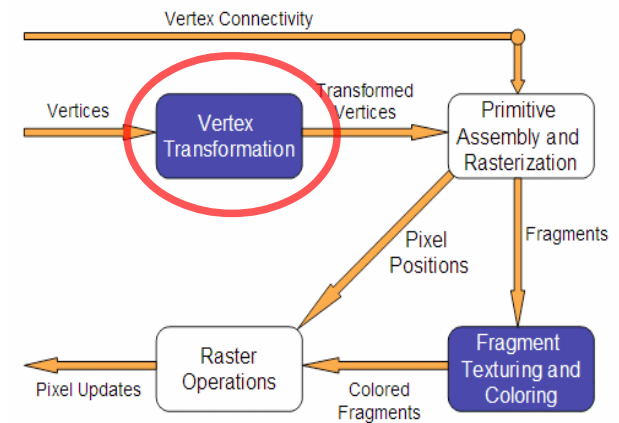 Vertex Connectivity
Vertices
Vertex
Transformation
Transformed
Vertices
Primitive
Assembly and
Rasterization
Pixel
Positions
Fragments
Fragment
Texturing and
Coloring
Colored
Fragments
Raster
Operations
Pixel Updates